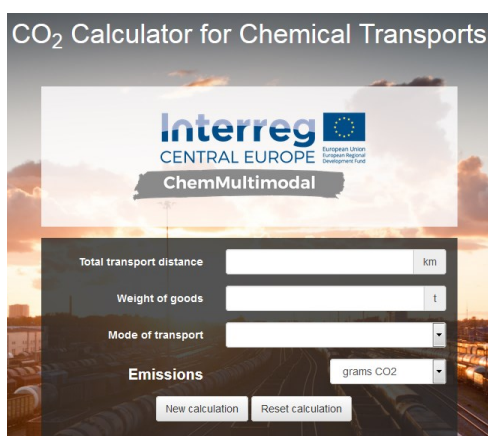 CO2 Calculator for Chemical Transports
Interreg
CENTRAL EUROPE
European Union
European Regional
Development Fund
ChemMultimodal
Total transport distance
km
Weight of goods
t
Mode of transport
Emissions
grams CO2
New calculation
Reset calculation